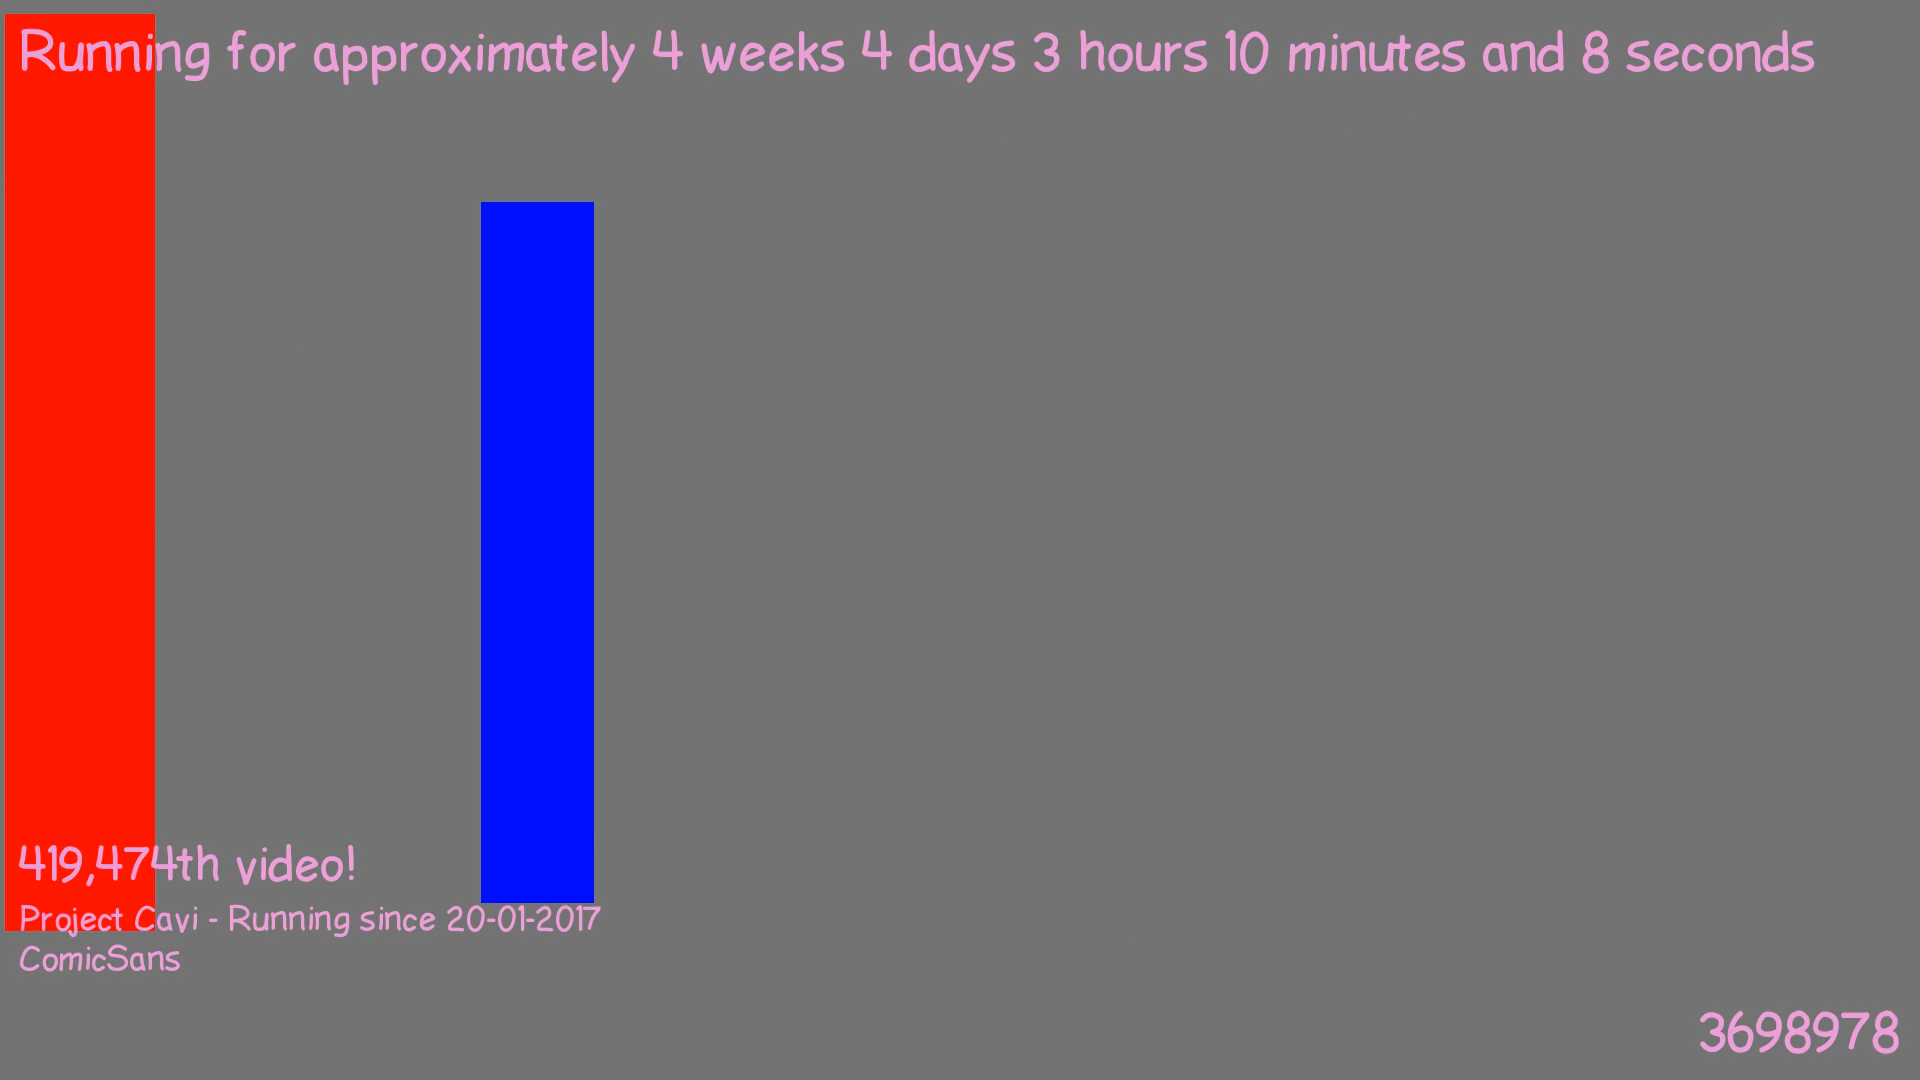 Running for approximately 4 weeks 4 days 3 hours 10 minutes and 8 seconds
419,474th video!
Project Cavi - Running since 20-01-2017
ComicSans
3698978